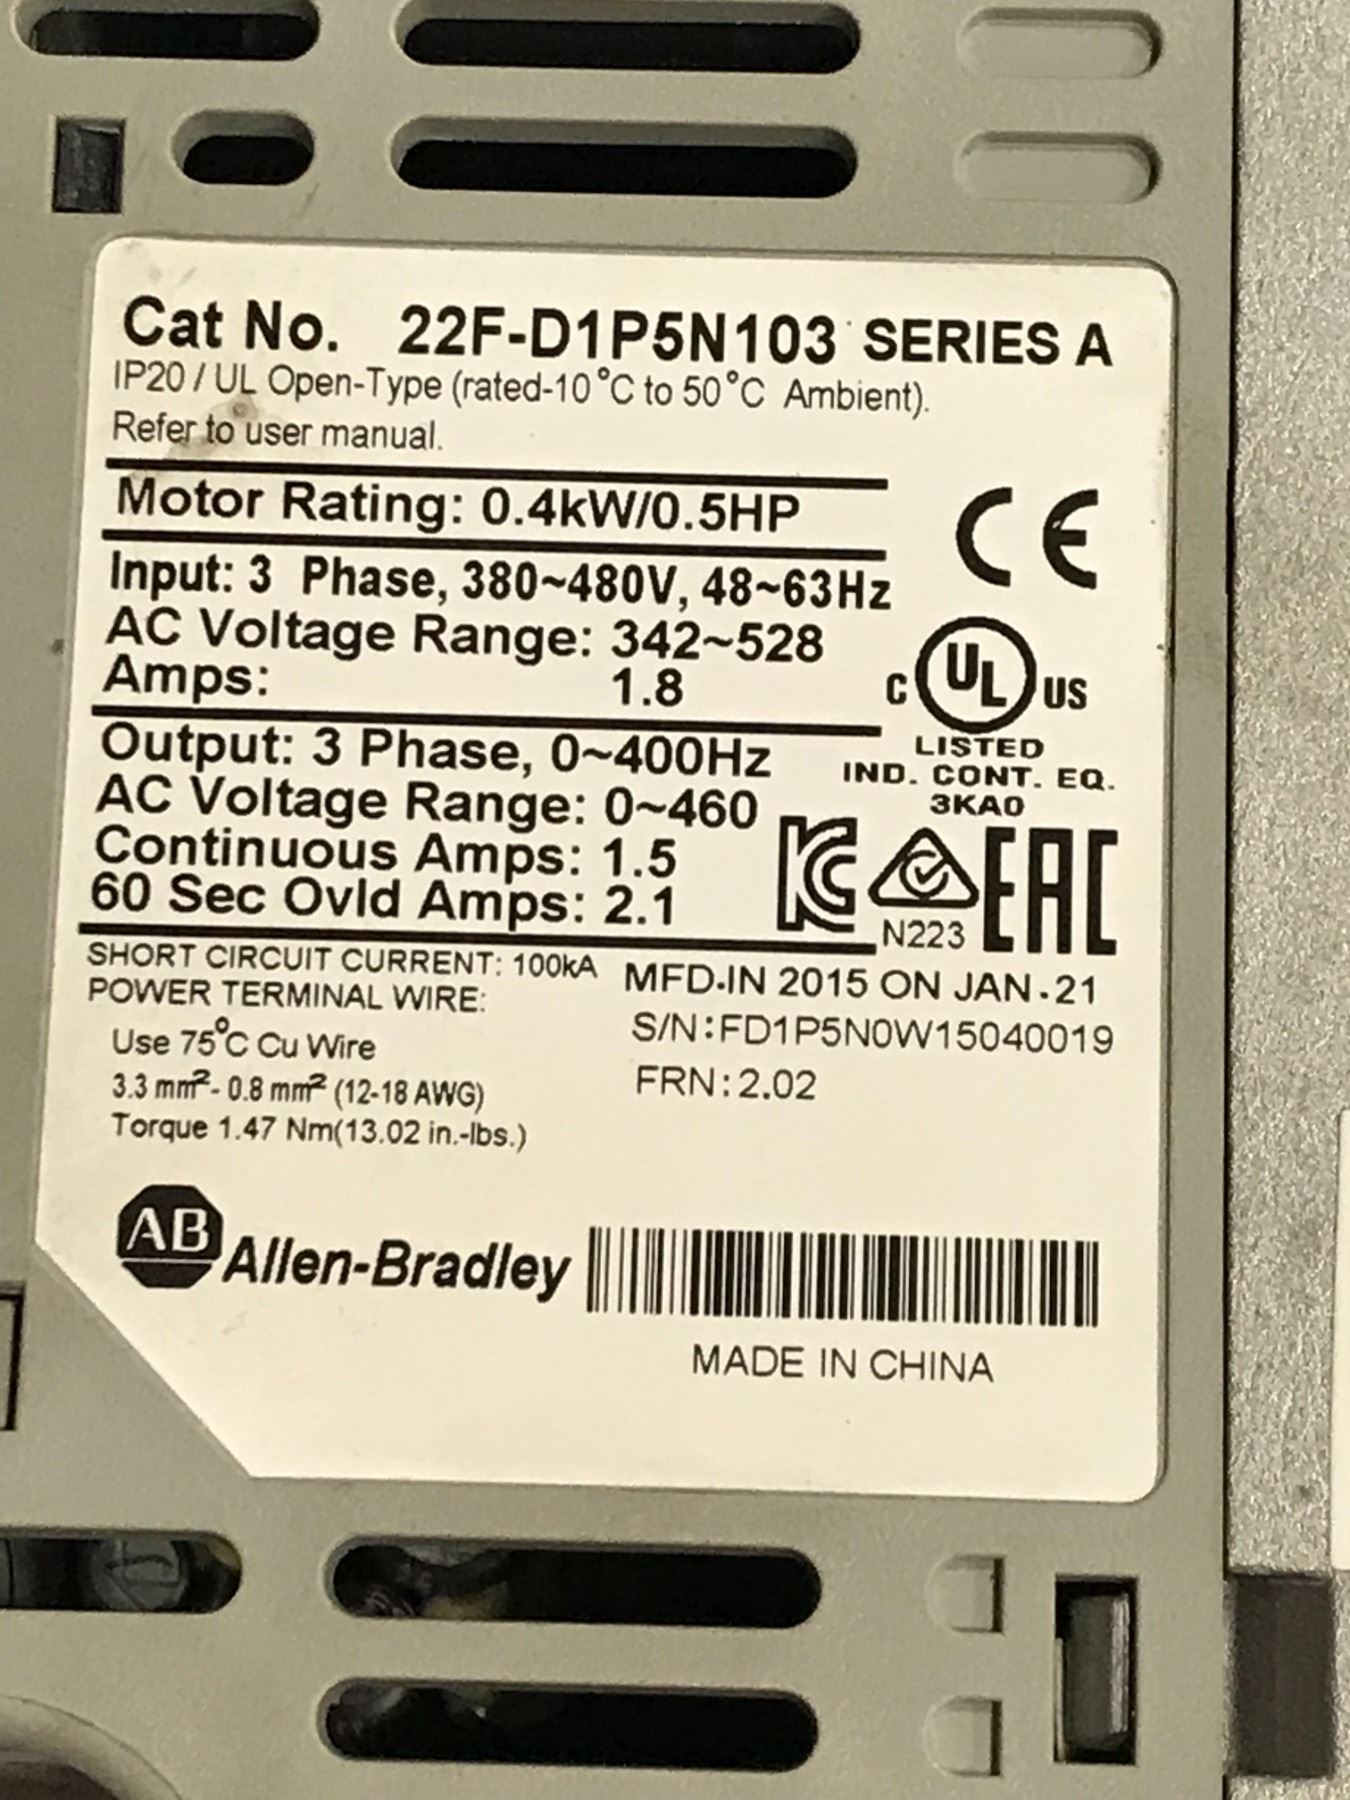 Cat No. 22F-D1P5N103 SERIES A
IP20 / UL Open-Type (rated-10°C to 50°C Ambient).
Refer to user manual.
Motor Rating: 0.4kW/0.5HP
Input: 3 Phase, 380~480V, 48~63Hz
AC Voltage Range: 342~528
Amps: 1.8
CE
C UL US
LISTED
IND. CONT. EQ.
3KA0
Output: 3 Phase, 0~400Hz
AC Voltage Range: 0~460
Continuous Amps: 1.5
60 Sec Ovld Amps: 2.1
KC
N223
EAC
SHORT CIRCUIT CURRENT: 100kA
POWER TERMINAL WIRE:
Use 75°C Cu Wire
3.3 mm² - 0.8 mm² (12-18 AWG)
Torque 1.47 Nm(13.02 in.-lbs.)
MFD.IN 2015 ON JAN.21
S/N:FD1P5N0W15040019
FRN:2.02
AB Allen-Bradley
MADE IN CHINA